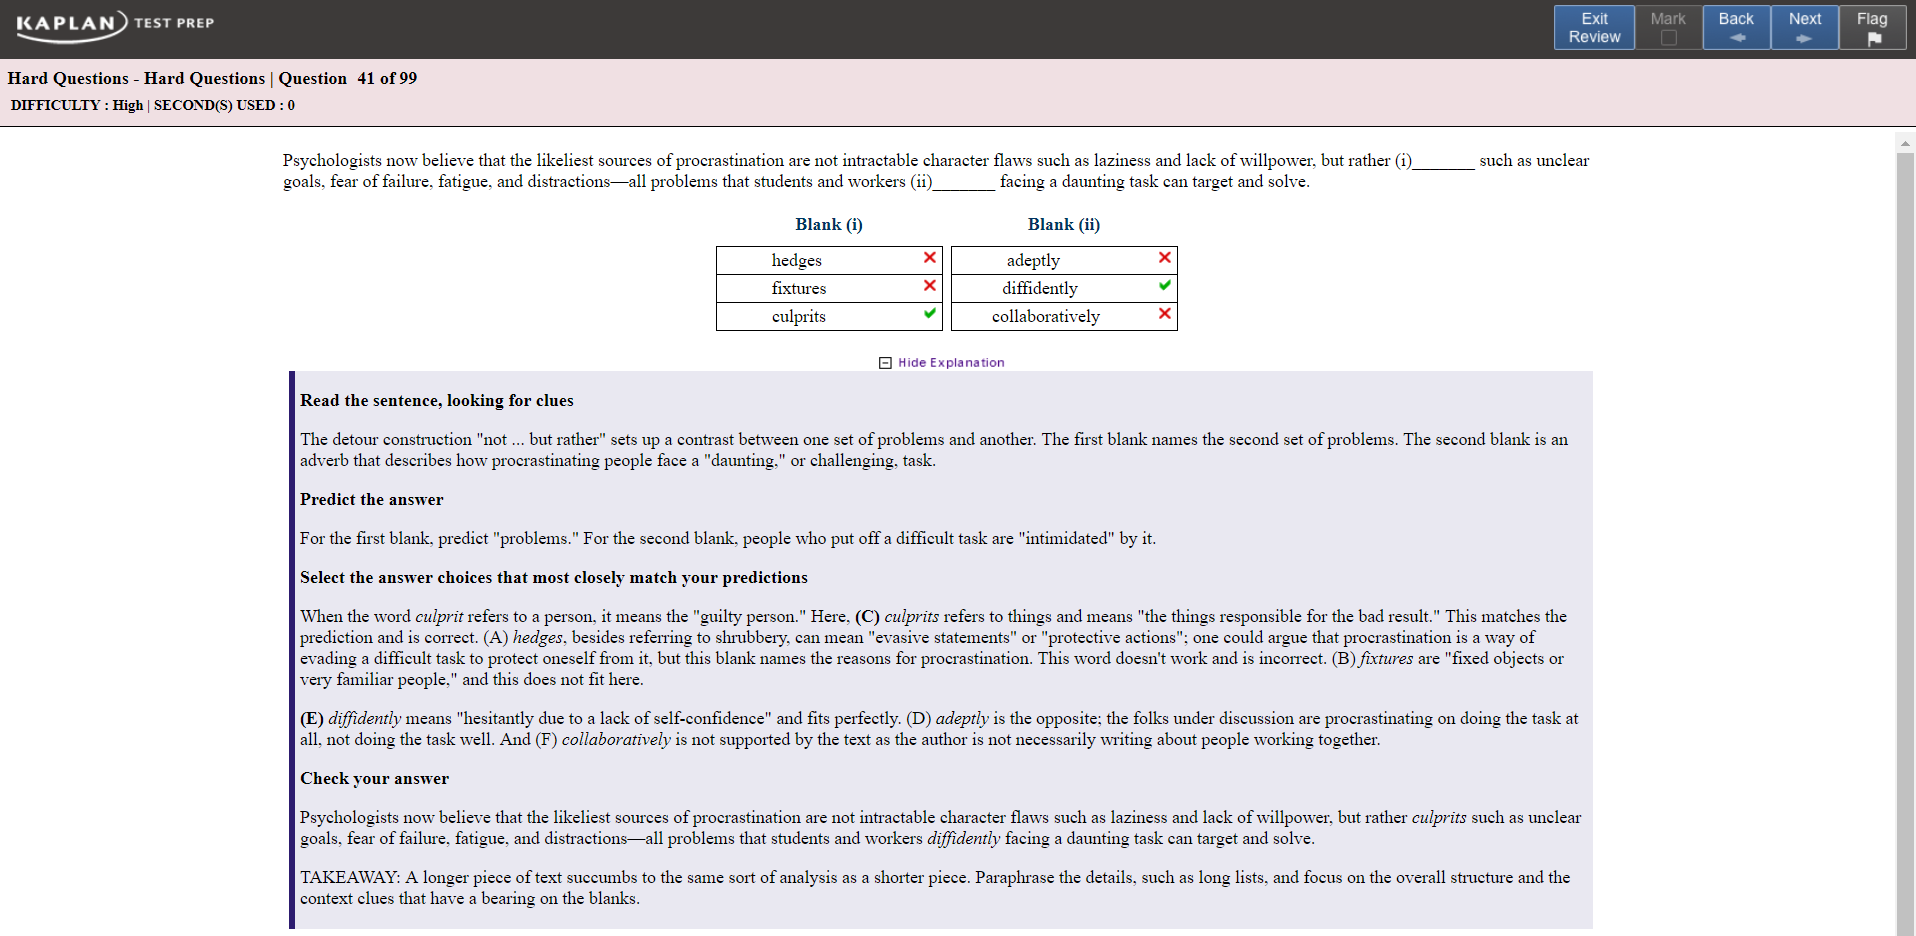 KAPLAN TEST PREP
Exit Review
Mark
Back
Next
Flag
Hard Questions - Hard Questions | Question 41 of 99
DIFFICULTY : High | SECOND(S) USED : 0
Psychologists now believe that the likeliest sources of procrastination are not intractable character flaws such as laziness and lack of willpower, but rather (i)_______ such as unclear
goals, fear of failure, fatigue, and distractions—all problems that students and workers (ii)_______ facing a daunting task can target and solve.
Blank (i) Blank (ii)
hedges adeptly
fixtures diffidently
culprits collaboratively
Hide Explanation
Read the sentence, looking for clues
The detour construction "not ... but rather" sets up a contrast between one set of problems and another. The first blank names the second set of problems. The second blank is an
adverb that describes how procrastinating people face a "daunting," or challenging, task.
Predict the answer
For the first blank, predict "problems." For the second blank, people who put off a difficult task are "intimidated" by it.
Select the answer choices that most closely match your predictions
When the word culprit refers to a person, it means the "guilty person." Here, (C) culprits refers to things and means "the things responsible for the bad result." This matches the
prediction and is correct. (A) hedges, besides referring to shrubbery, can mean "evasive statements" or "protective actions"; one could argue that procrastination is a way of
evading a difficult task to protect oneself from it, but this blank names the reasons for procrastination. This word doesn't work and is incorrect. (B) fixtures are "fixed objects or
very familiar people," and this does not fit here.
(E) diffidently means "hesitantly due to a lack of self-confidence" and fits perfectly. (D) adeptly is the opposite; the folks under discussion are procrastinating on doing the task at
all, not doing the task well. And (F) collaboratively is not supported by the text as the author is not necessarily writing about people working together.
Check your answer
Psychologists now believe that the likeliest sources of procrastination are not intractable character flaws such as laziness and lack of willpower, but rather culprits such as unclear
goals, fear of failure, fatigue, and distractions—all problems that students and workers diffidently facing a daunting task can target and solve.
TAKEAWAY: A longer piece of text succumbs to the same sort of analysis as a shorter piece. Paraphrase the details, such as long lists, and focus on the overall structure and the
context clues that have a bearing on the blanks.